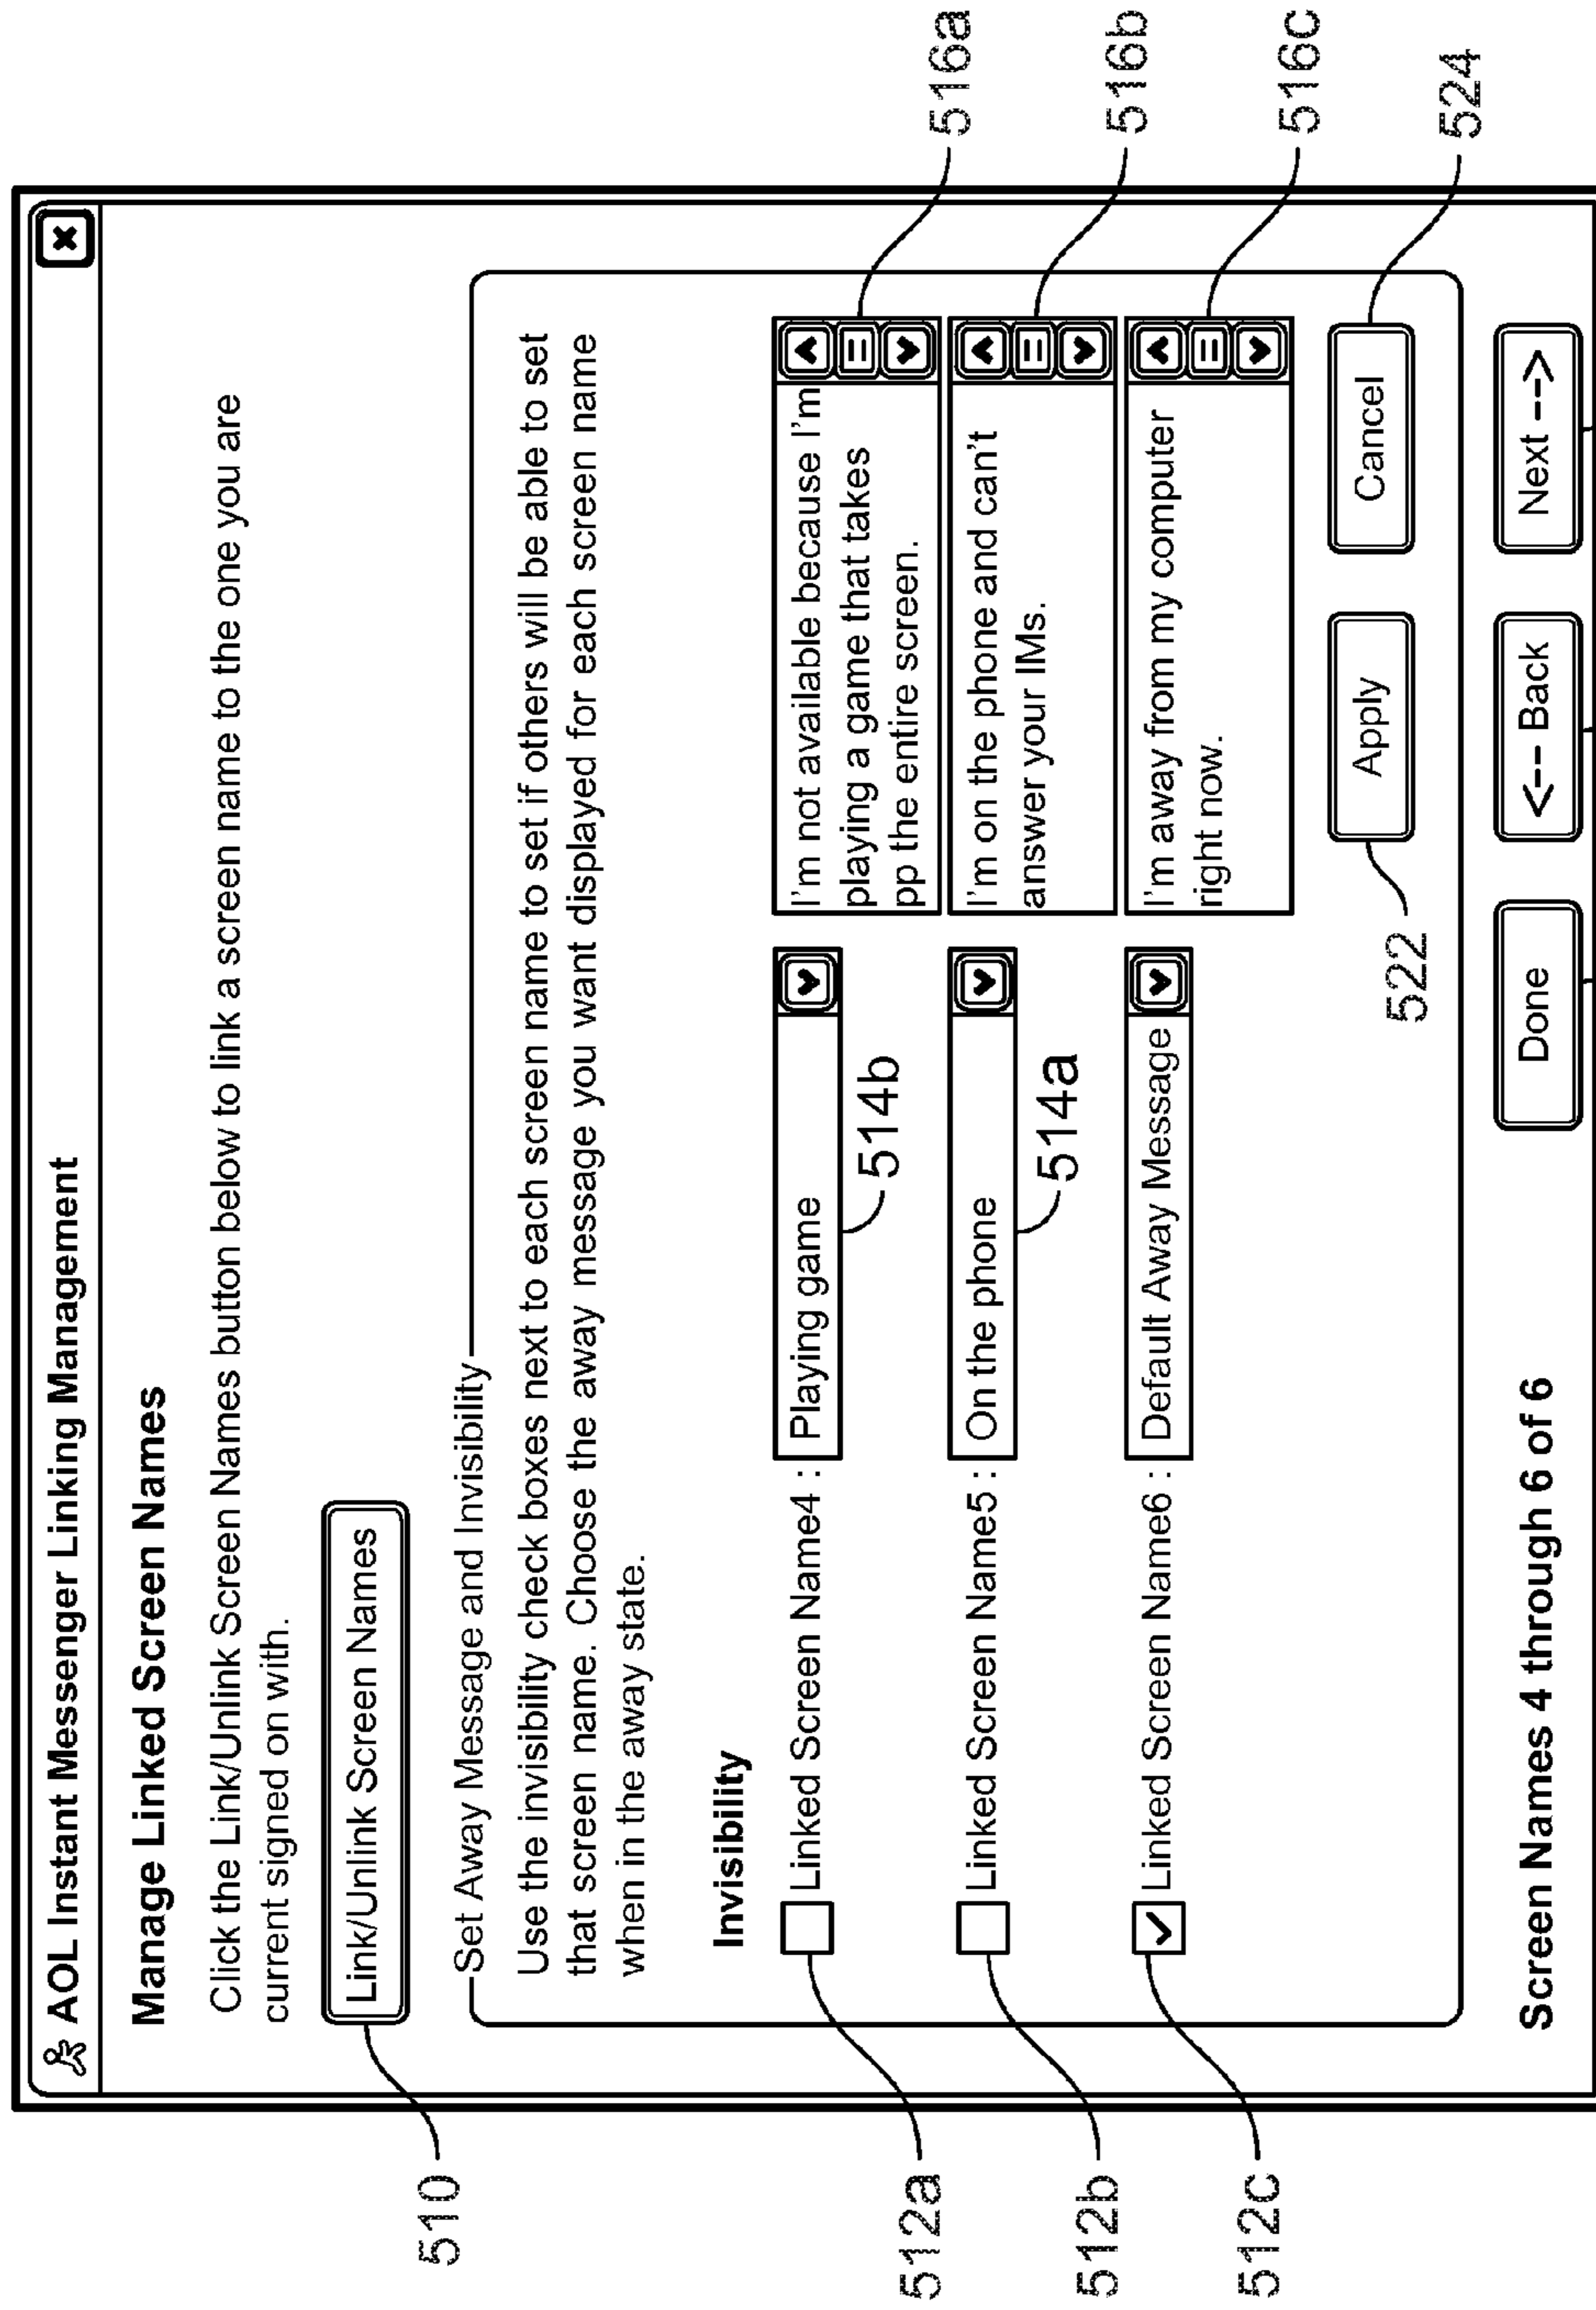 AOL Instant Messenger Linking Management
Manage Linked Screen Names
Click the Link/Unlink Screen Names button below to link a screen name to the one you are
current signed on with.
Link/Unlink Screen Names
510
Set Away Message and Invisibility
Use the invisibility check boxes next to each screen name to set if others will be able to set
that screen name. Choose the away message you want displayed for each screen name
when in the away state.
Invisibility
Linked Screen Name4 : Playing game
I'm not available because I'm
playing a game that takes
pp the entire screen.
512a
514b
516a
Linked Screen Name5 : On the phone
I'm on the phone and can't
answer your IMs.
512b
514a
516b
Linked Screen Name6 : Default Away Message
I'm away from my computer
right now.
512c
516c
Apply
Cancel
522
524
Screen Names 4 through 6 of 6
Done
<-- Back
Next -->